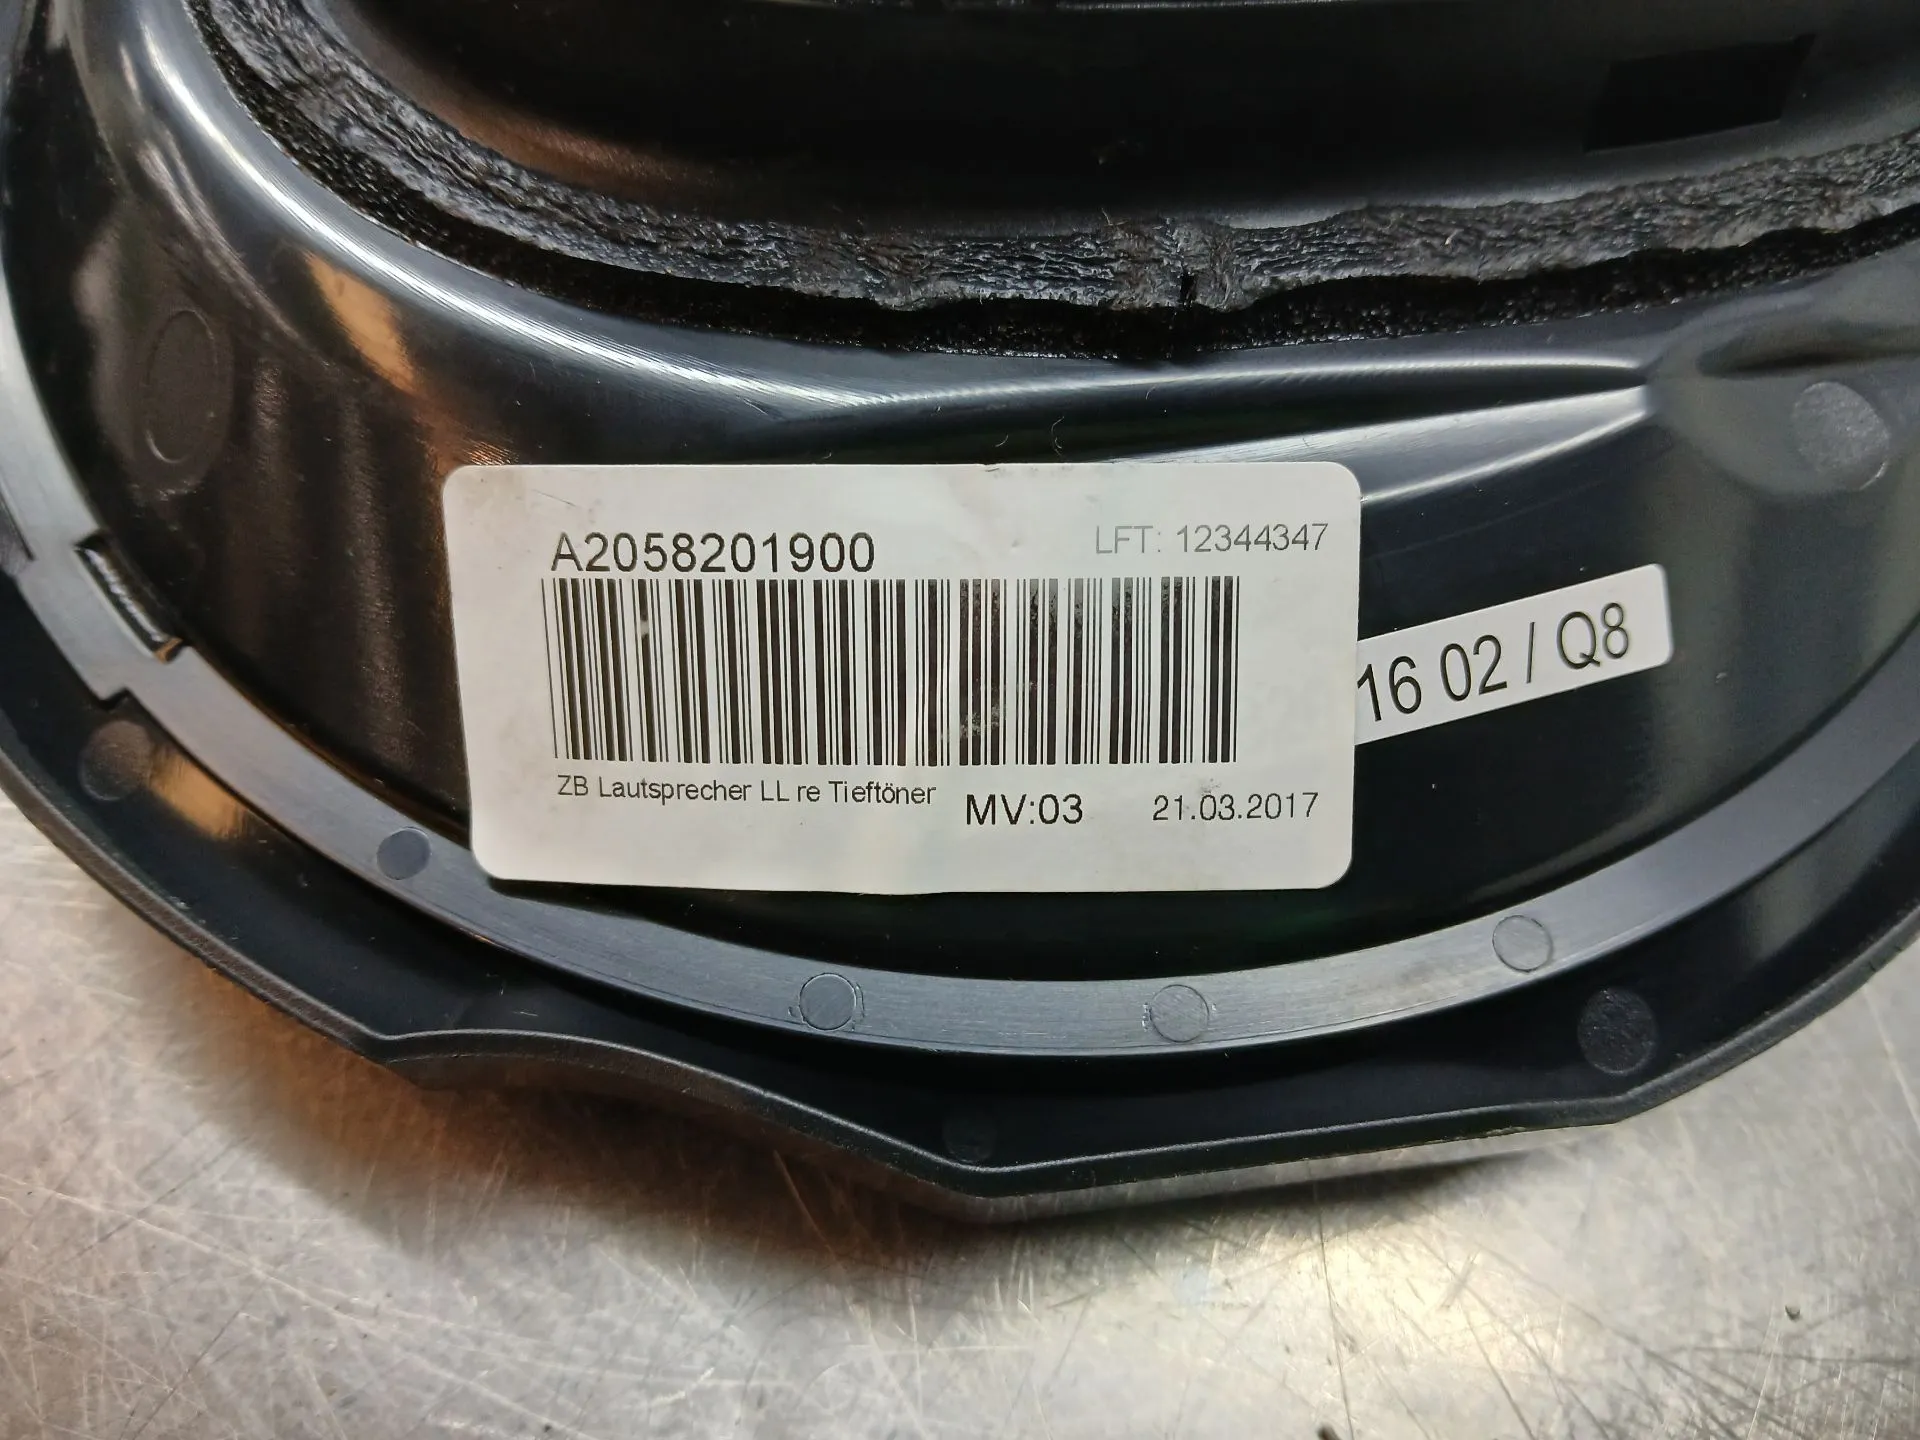 A2058201900
LFT: 12344347
16 02 / Q8
ZB Lautsprecher LL re Tieftöner
MV:03
21.03.2017